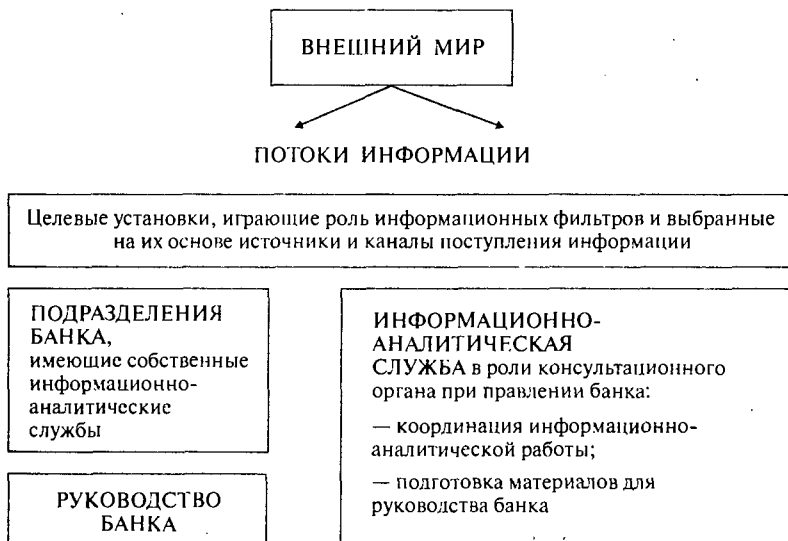 ВНЕШНИЙ МИР
ПОТОКИ ИНФОРМАЦИИ
Целевые установки, играющие роль информационных фильтров и выбранные
на их основе источники и каналы поступления информации
ПОДРАЗДЕЛЕНИЯ
БАНКА,
имеющие собственные
информационно-
аналитические
службы
РУКОВОДСТВО
БАНКА
ИНФОРМАЦИОННО-
АНАЛИТИЧЕСКАЯ
СЛУЖБА в роли консультационного
органа при правлении банка:
— координация информационно-
аналитической работы;
— подготовка материалов для
руководства банка